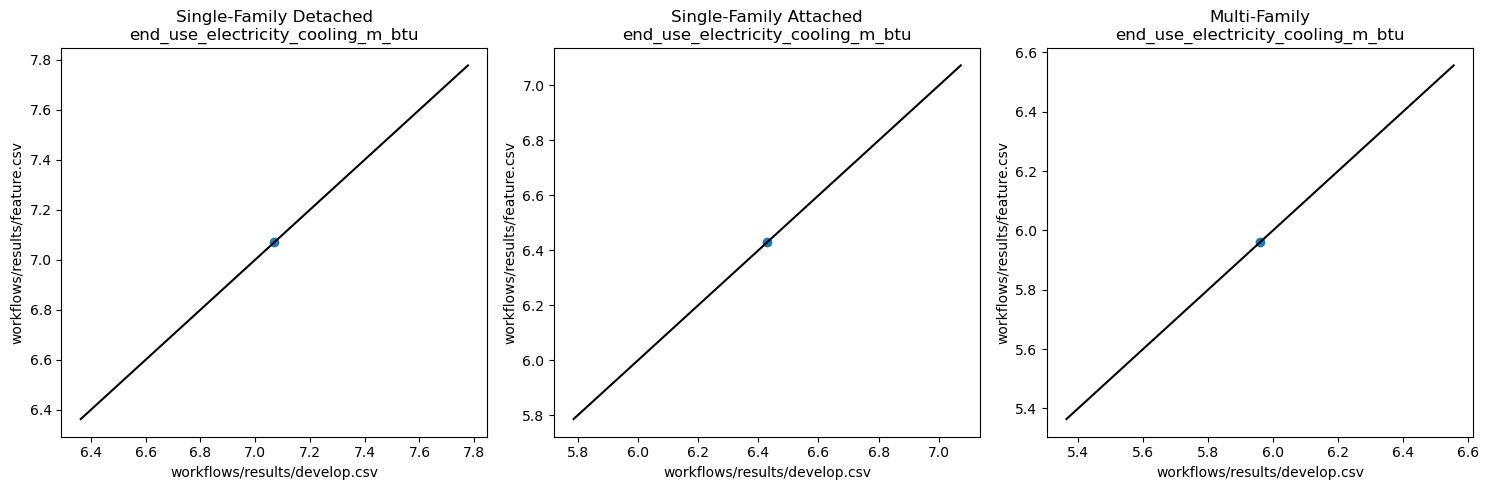 Single-Family Detached
end_use_electricity_cooling_m_btu
7.8
7.6
7.4
7.2
7.0
6.8
6.6
6.4
workflows/results/feature.csv
6.4 6.6 6.8 7.0 7.2 7.4 7.6 7.8
workflows/results/develop.csv
Single-Family Attached
end_use_electricity_cooling_m_btu
7.0
6.8
6.6
6.4
6.2
6.0
5.8
workflows/results/feature.csv
5.8 6.0 6.2 6.4 6.6 6.8 7.0
workflows/results/develop.csv
Multi-Family
end_use_electricity_cooling_m_btu
6.6
6.4
6.2
6.0
5.8
5.6
5.4
workflows/results/feature.csv
5.4 5.6 5.8 6.0 6.2 6.4 6.6
workflows/results/develop.csv